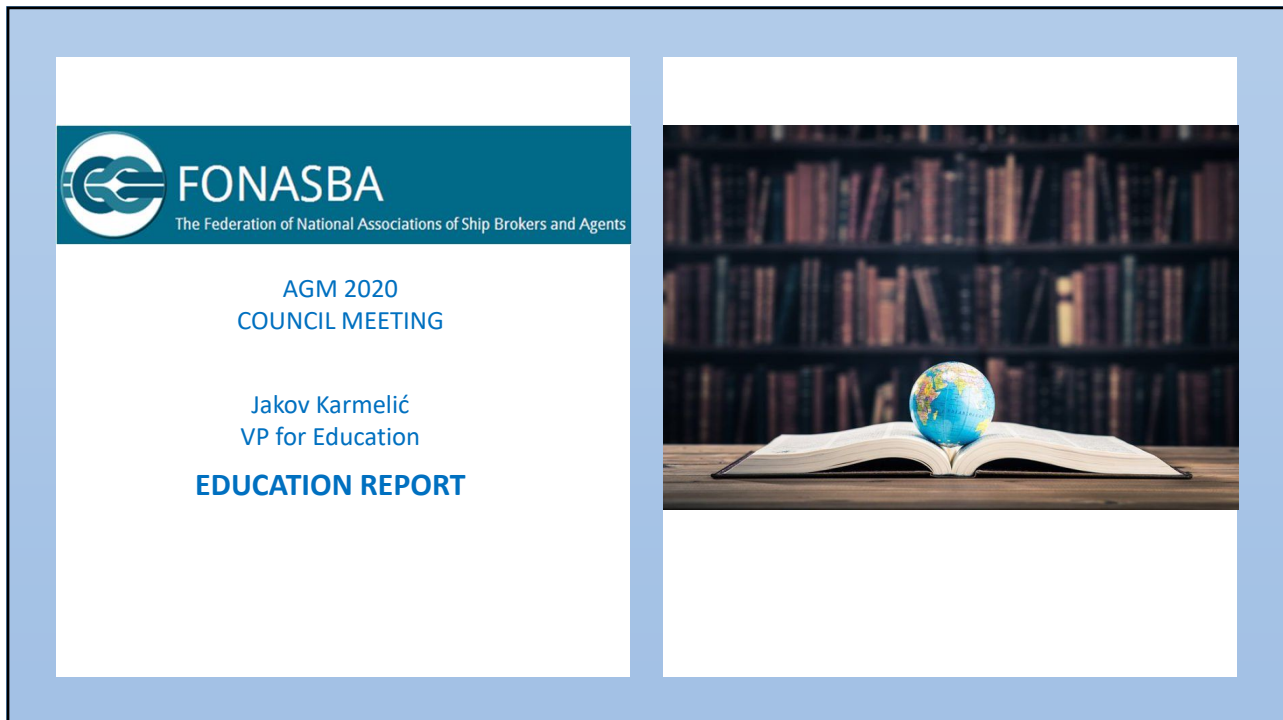 FONASBA
The Federation of National Associations of Ship Brokers and Agents
AGM 2020
COUNCIL MEETING
Jakov Karmelić
VP for Education
EDUCATION REPORT